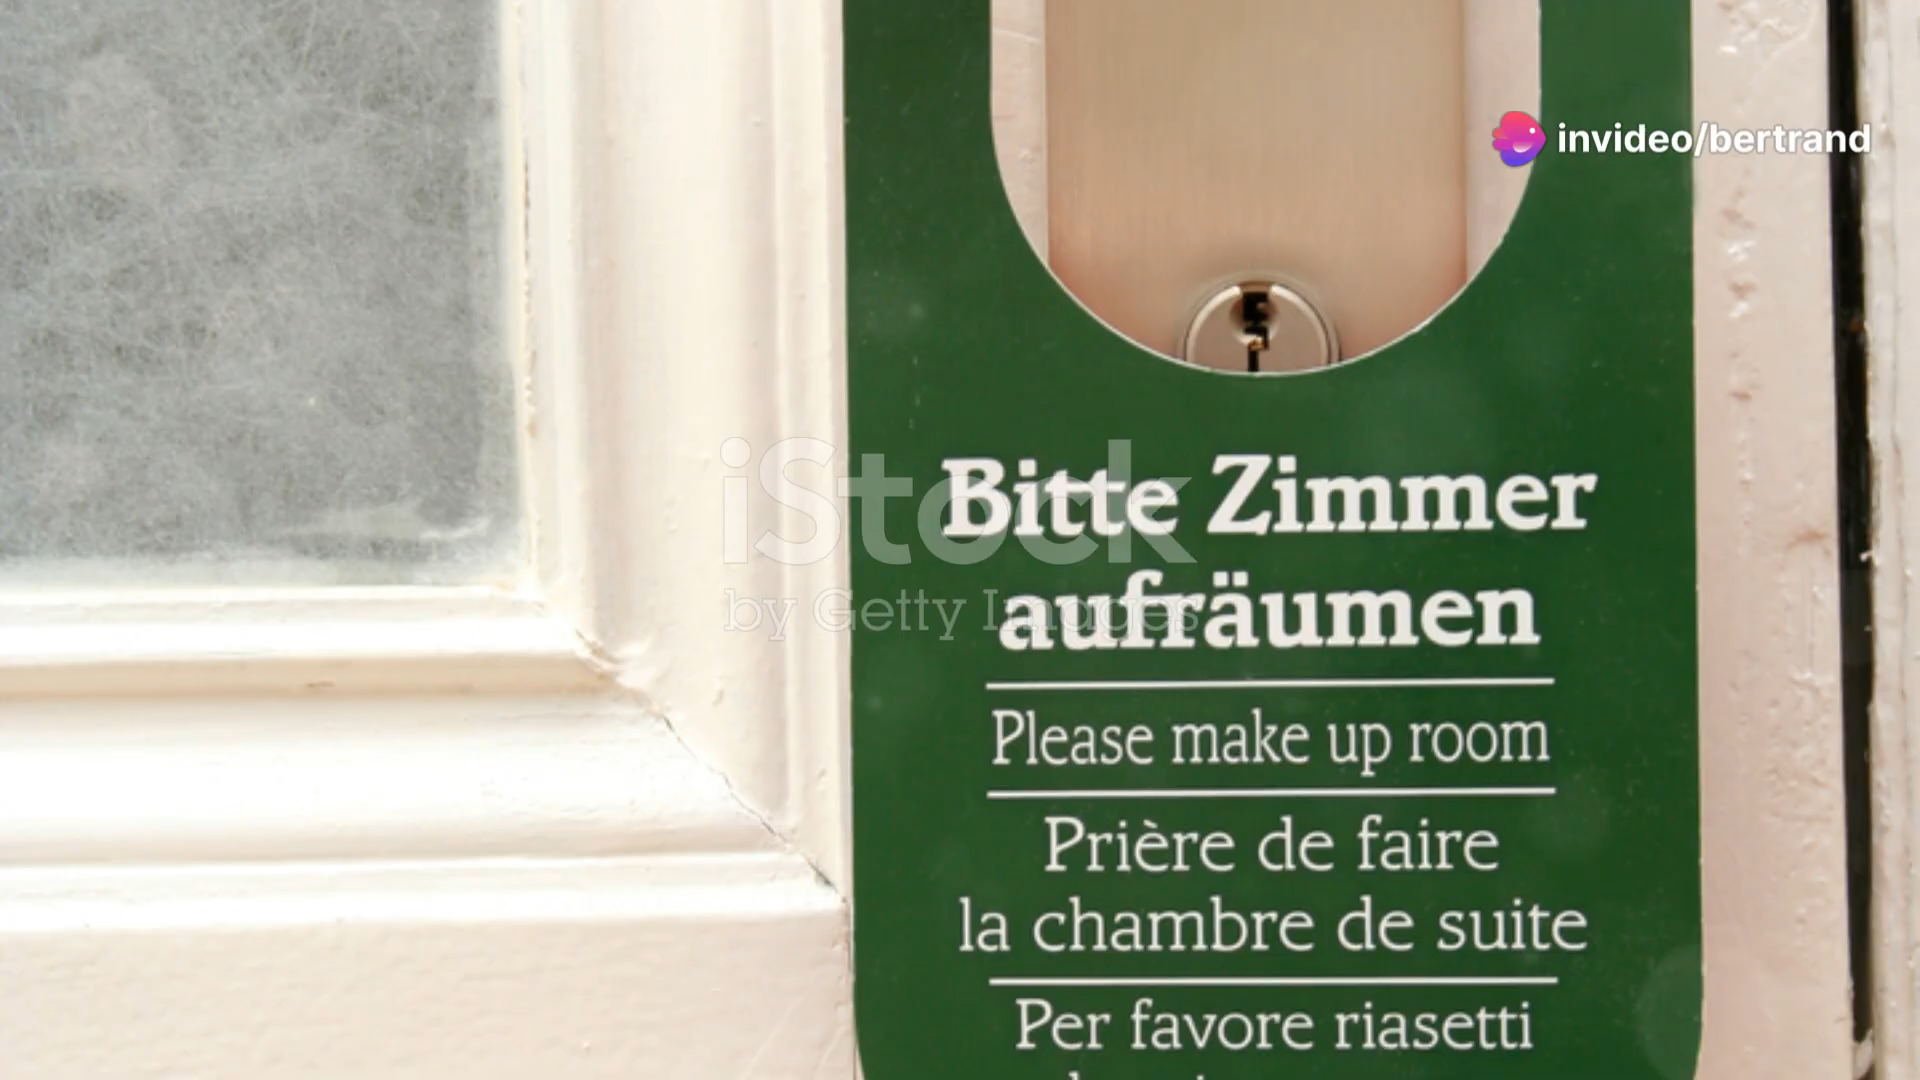 invideo/bertrand
iStock
by Getty Images
Bitte Zimmer
aufräumen
Please make up room
Prière de faire
la chambre de suite
Per favore riasetti